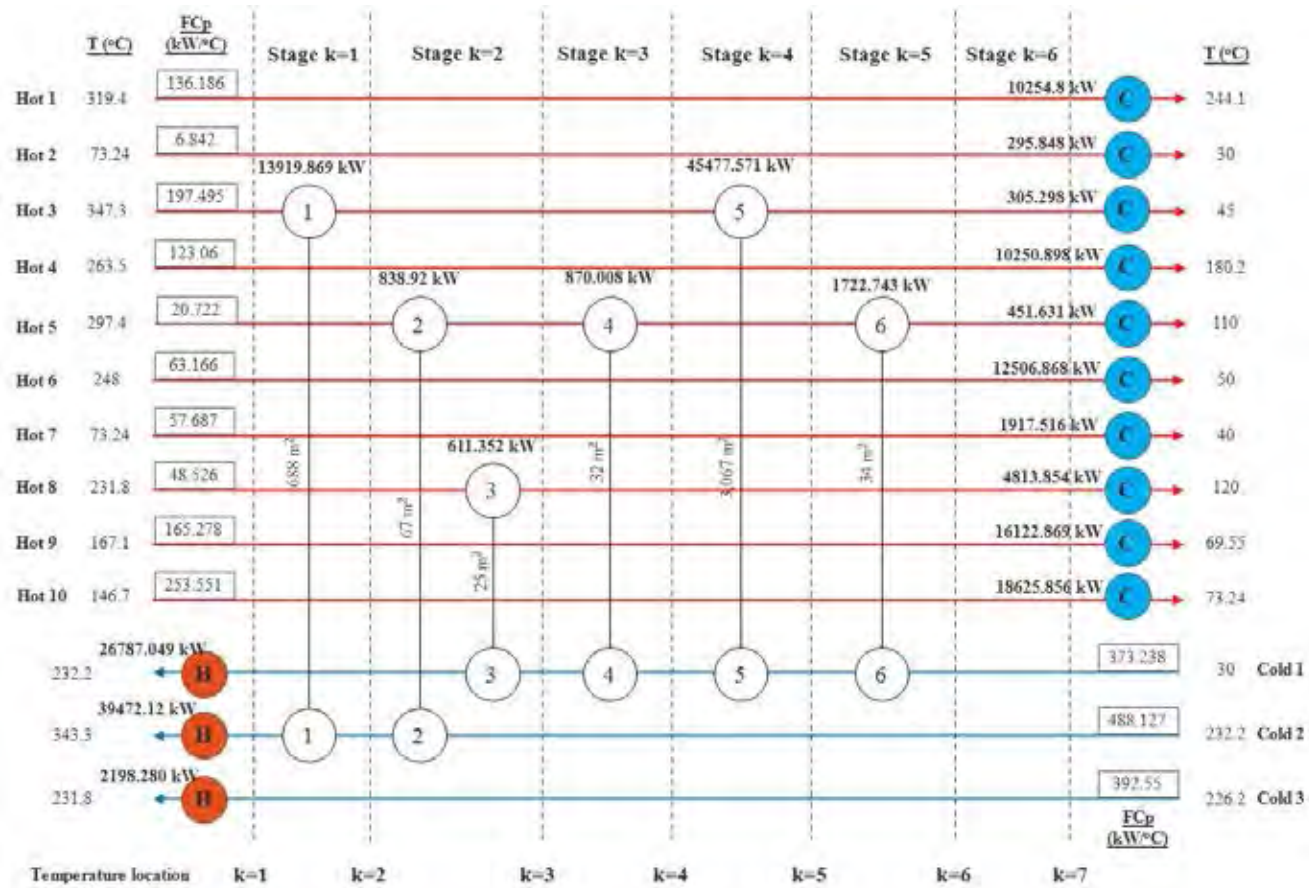 FCp
T (°C) (kW/°C) Stage k=1 Stage k=2 Stage k=3 Stage k=4 Stage k=5 Stage k=6 T (°C)
136.186
Hot 1 319.4 10254.8 kW C 244.1
6.842
Hot 2 73.24 295.848 kW C 30
13919.869 kW 45477.571 kW
197.495
Hot 3 347.3 1 5 305.298 kW C 45
123.06
Hot 4 263.5 10250.898 kW C 180.2
838.92 kW 870.008 kW 1722.743 kW
20.722
Hot 5 297.4 2 4 6 451.631 kW C 110
63.166
Hot 6 248 12506.868 kW C 50
57.687
Hot 7 73.24 1917.516 kW C 40
611.352 kW
48.526
Hot 8 231.8 3 4813.854 kW C 120
165.278
Hot 9 167.1 16122.869 kW C 69.55
253.551
Hot 10 146.7 18625.856 kW C 73.24
688 m²
67 m²
25 m²
32 m²
3,067 m²
34 m²
26787.049 kW 373.238
232.2 H 3 4 5 6 30 Cold 1
39472.12 kW 488.127
343.3 H 1 2 232.2 Cold 2
2198.280 kW 392.55
231.8 H 226.2 Cold 3
FCp
(kW/°C)
Temperature location k=1 k=2 k=3 k=4 k=5 k=6 k=7